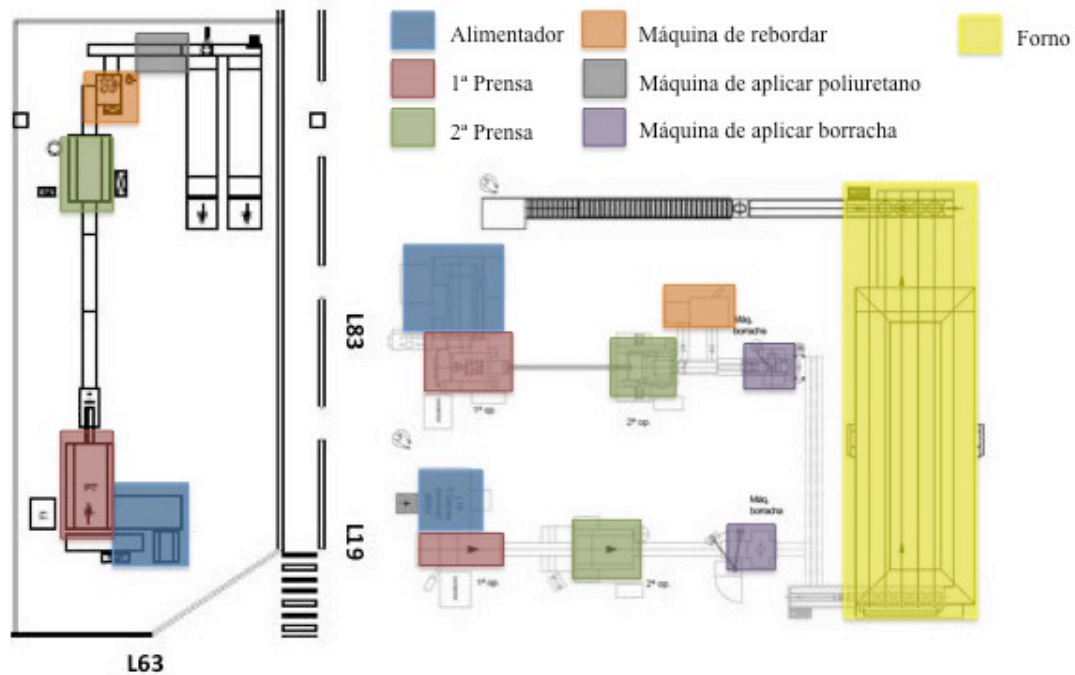 Alimentador
Máquina de rebordar
Forno
1ª Prensa
Máquina de aplicar poliuretano
2ª Prensa
Máquina de aplicar borracha
L83
Máq.
borracha
1ª op.
2ª op.
L19
Máq.
borracha
1ª op.
2ª op.
L63